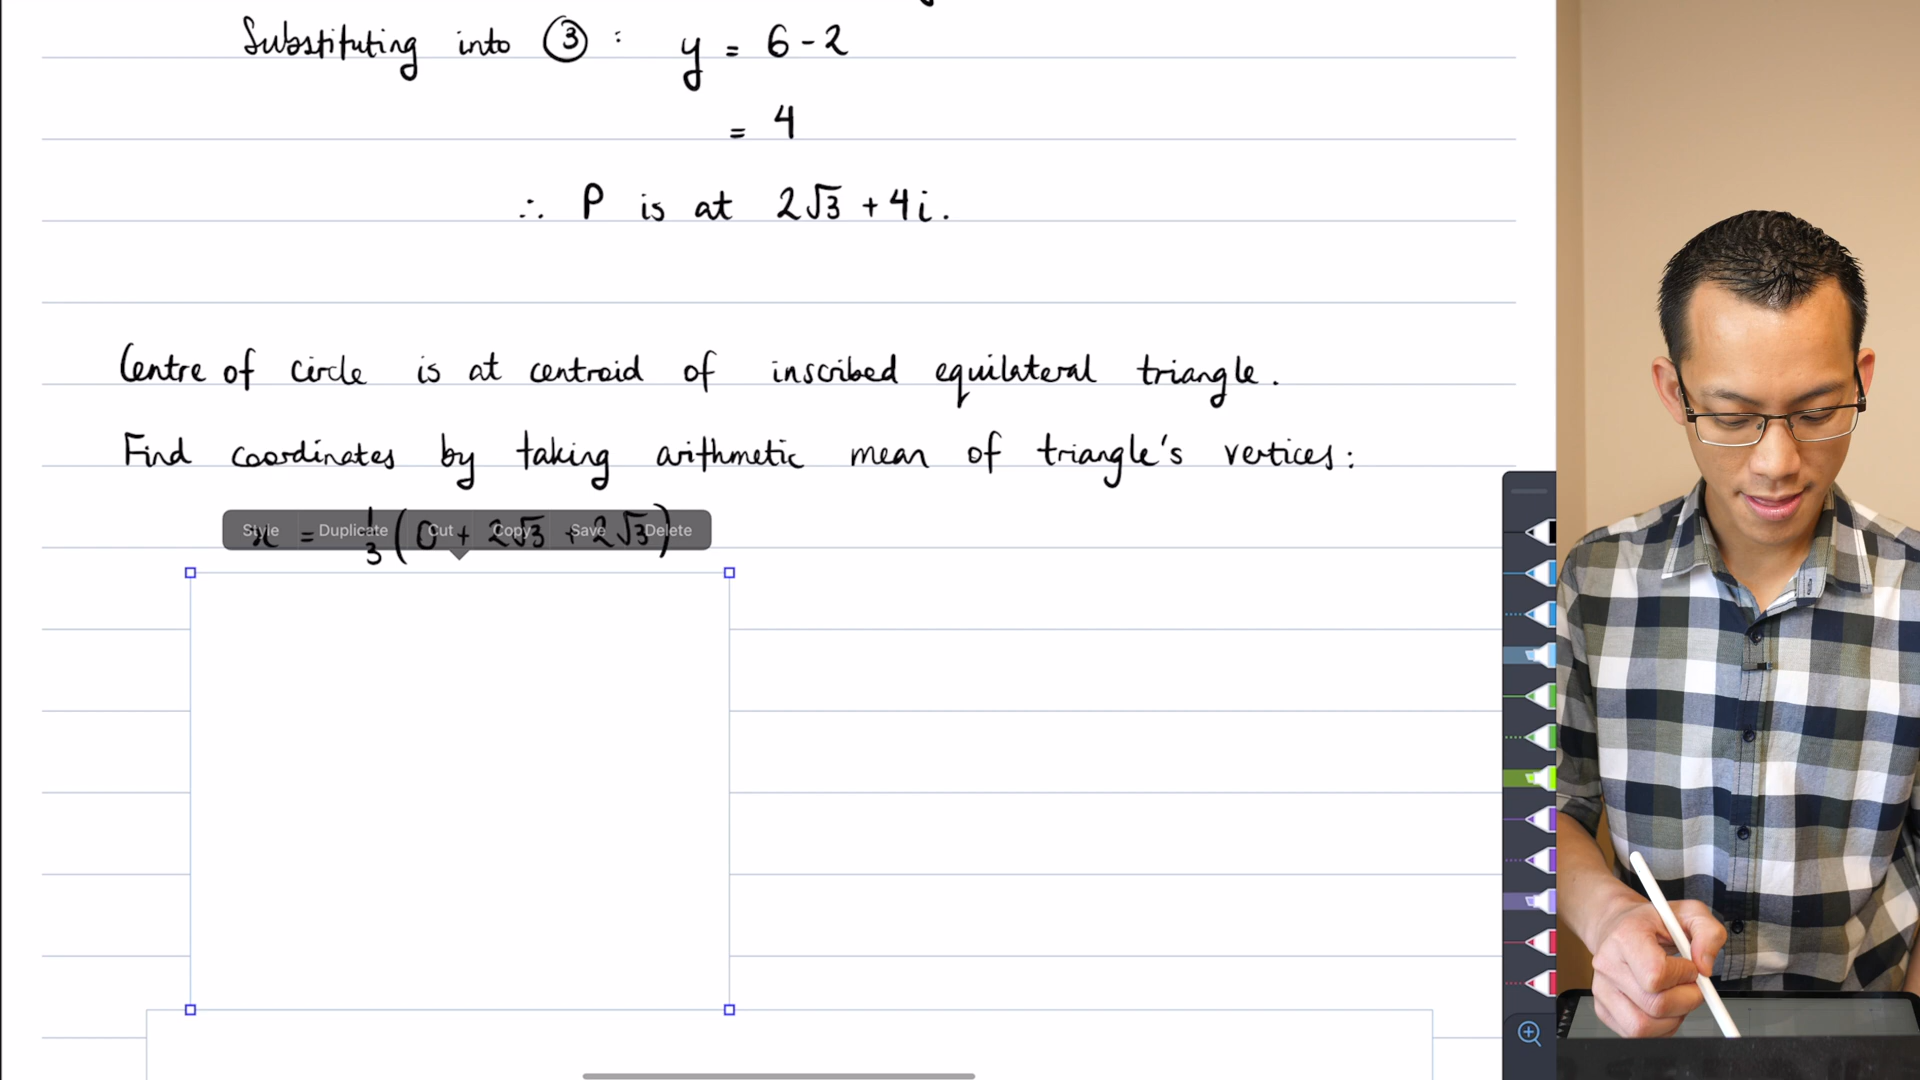 Substituting into ③ : y = 6 - 2
= 4
∴ P is at 2√3 + 4i.
Centre of circle is at centroid of inscribed equilateral triangle.
Find coordinates by taking arithmetic mean of triangle's vertices:
x = 1/3 (0 + 2√3 + 2√3)
Style Duplicate Cut Copy Save Delete